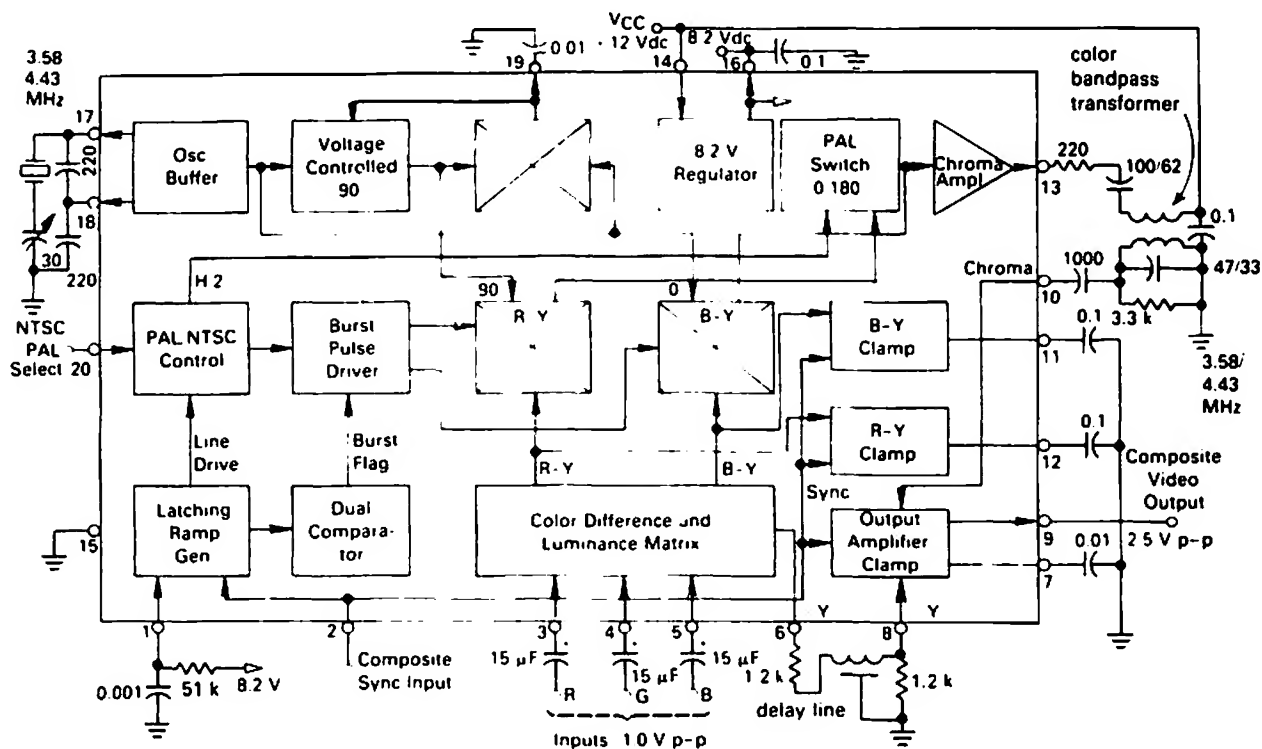 VCC
· 12 Vdc
8 2 Vdc
0 01
0.1
19
14
16
3.58
4.43
MHz
color
bandpass
transformer
17
Osc
Buffer
Voltage
Controlled
90
8 2 V
Regulator
PAL
Switch
0 180
Chroma
Ampl
13
220
100/62
0.1
220
18
30
220
H 2
90
0
Chroma
10
1000
47/33
3.3 k
3.58/
4.43
MHz
NTSC
PAL
Select 20
PAL NTSC
Control
Burst
Pulse
Driver
R Y
B-Y
B-Y
Clamp
11
0.1
R-Y
Clamp
12
0.1
Line
Drive
Burst
Flag
R-Y
B-Y
Sync
Composite
Video
Output
15
Latching
Ramp
Gen
Dual
Compara-
tor
Color Difference and
Luminance Matrix
Output
Amplifier
Clamp
9
2 5 V p-p
0.01
7
Y
Y
1
2
3
4
5
6
8
0.001
51 k
8.2 V
Composite
Sync Input
15 μF
15 μF
15 μF
R
G
B
1 2 k
1.2 k
delay line
Inputs 1 0 V p-p